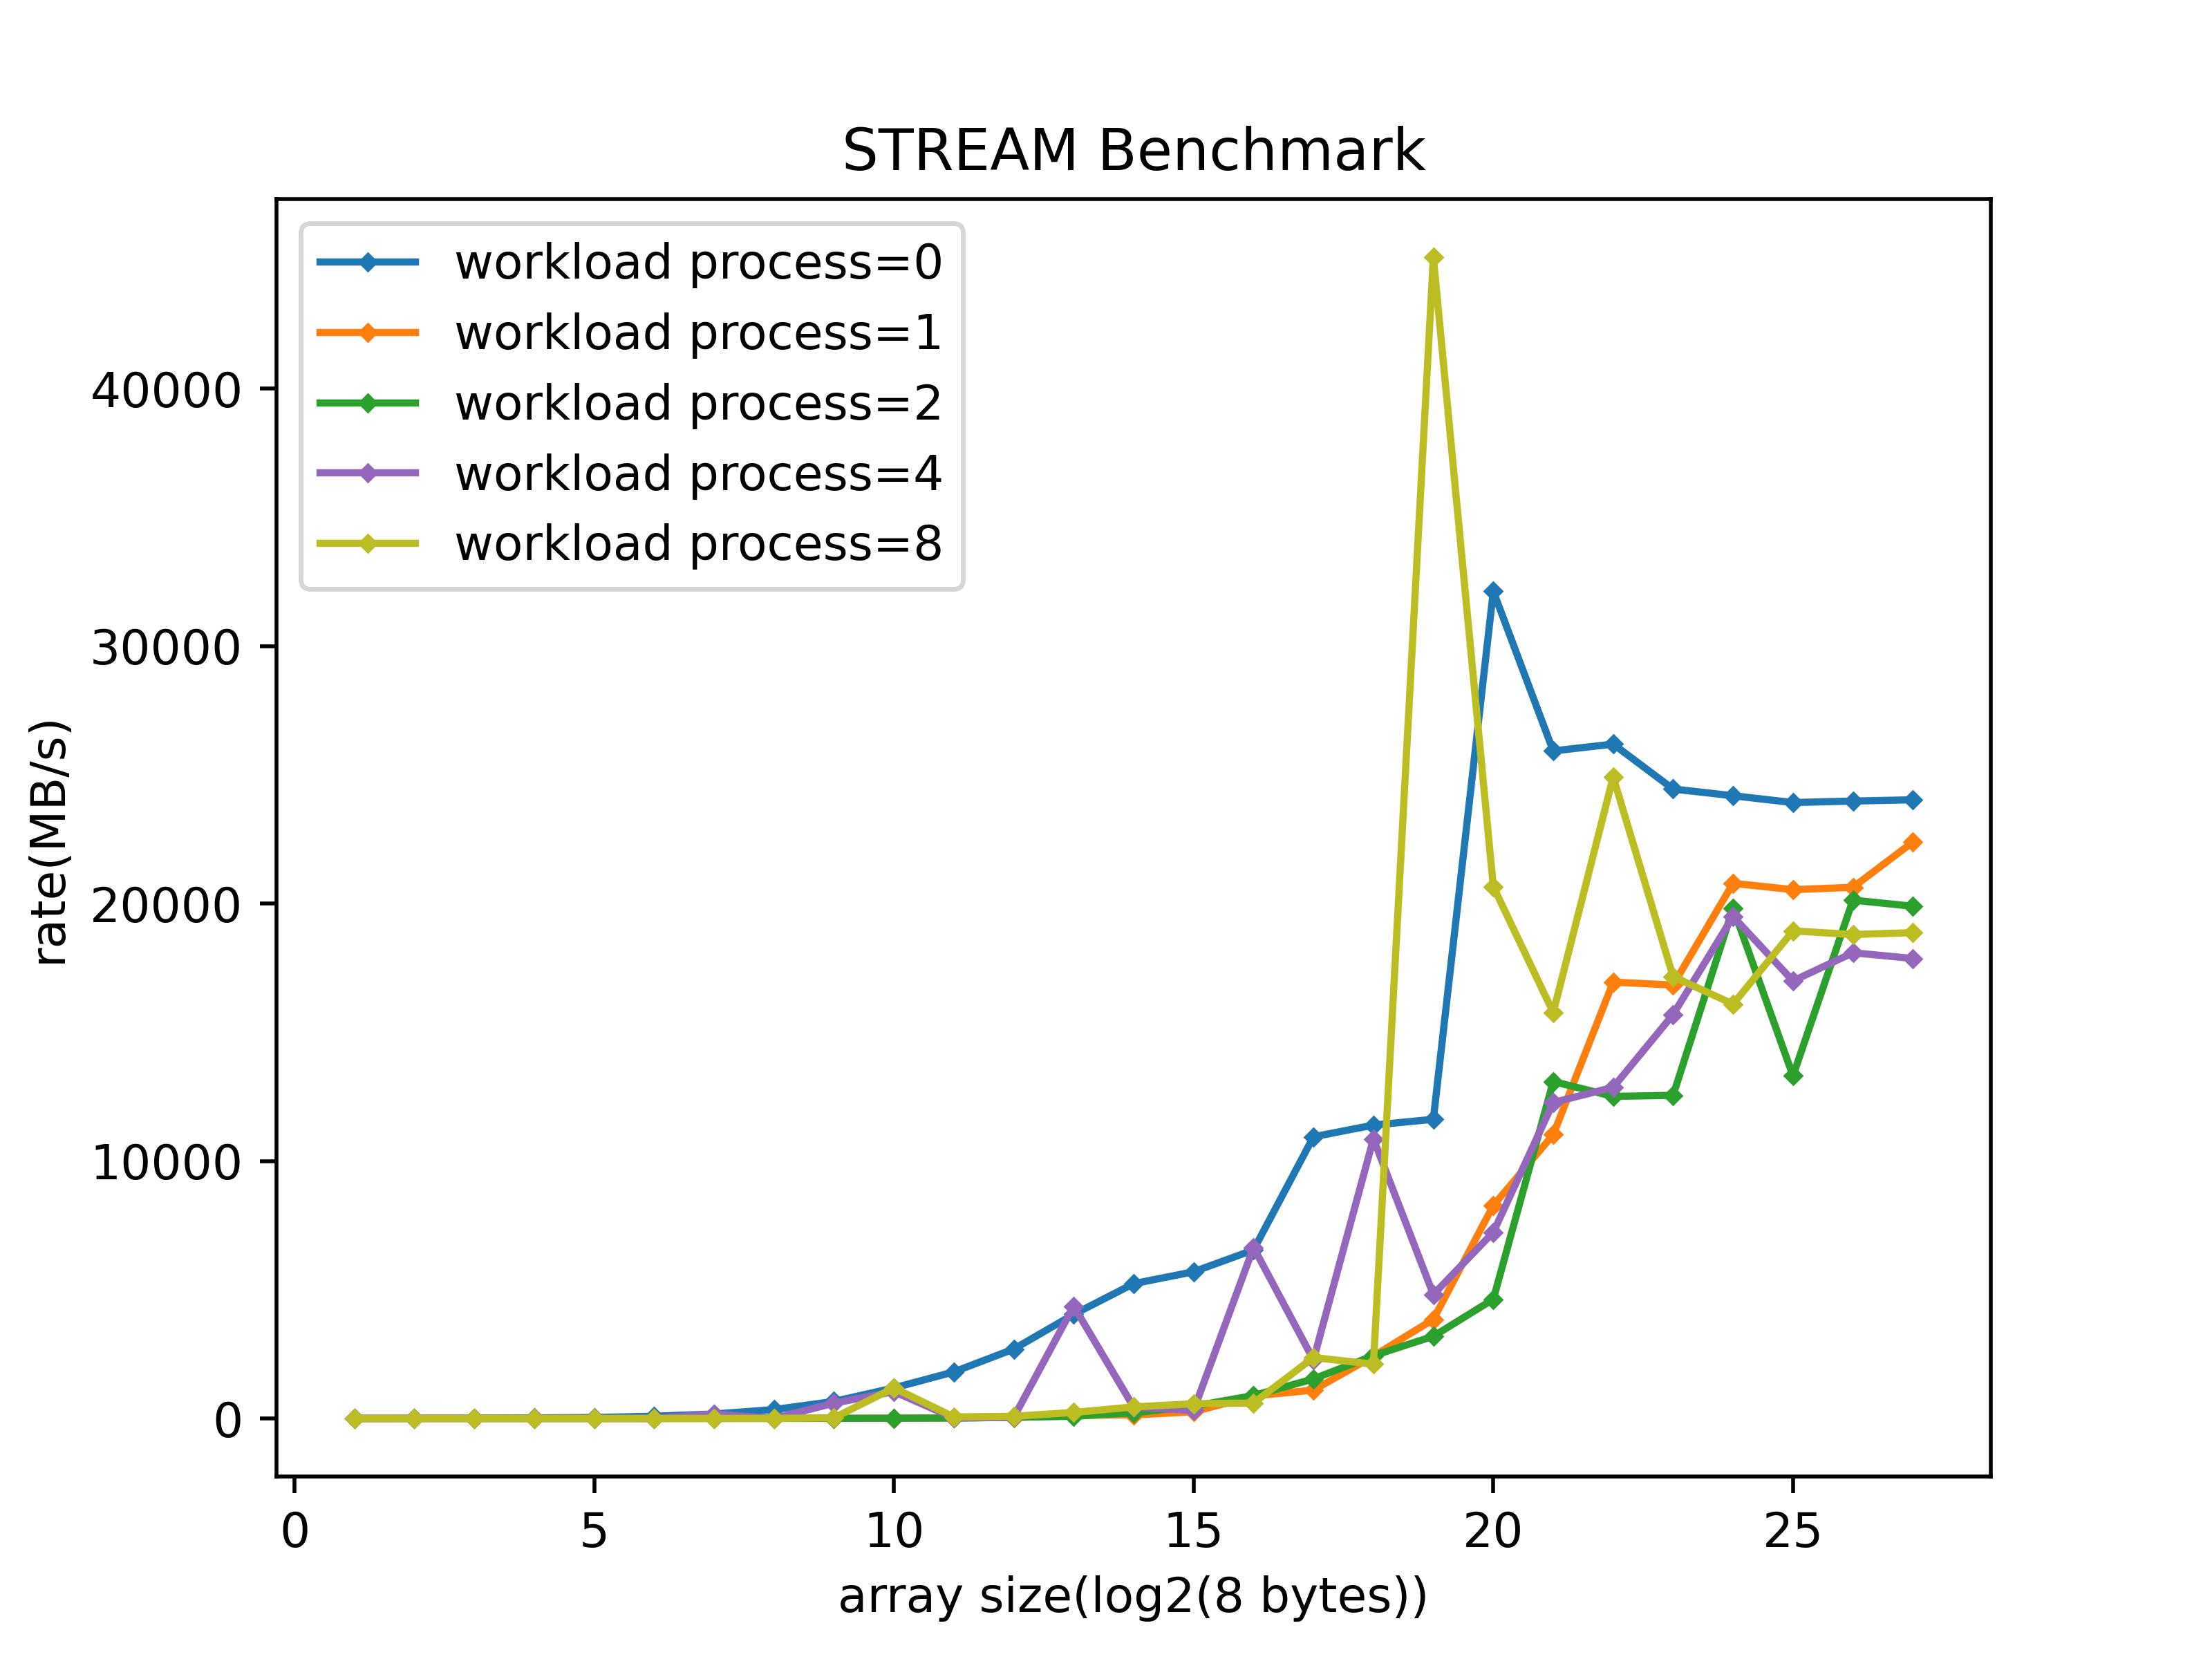 STREAM Benchmark
workload process=0
workload process=1
workload process=2
workload process=4
workload process=8
40000
30000
20000
10000
0
rate(MB/s)
0 5 10 15 20 25
array size(log2(8 bytes))